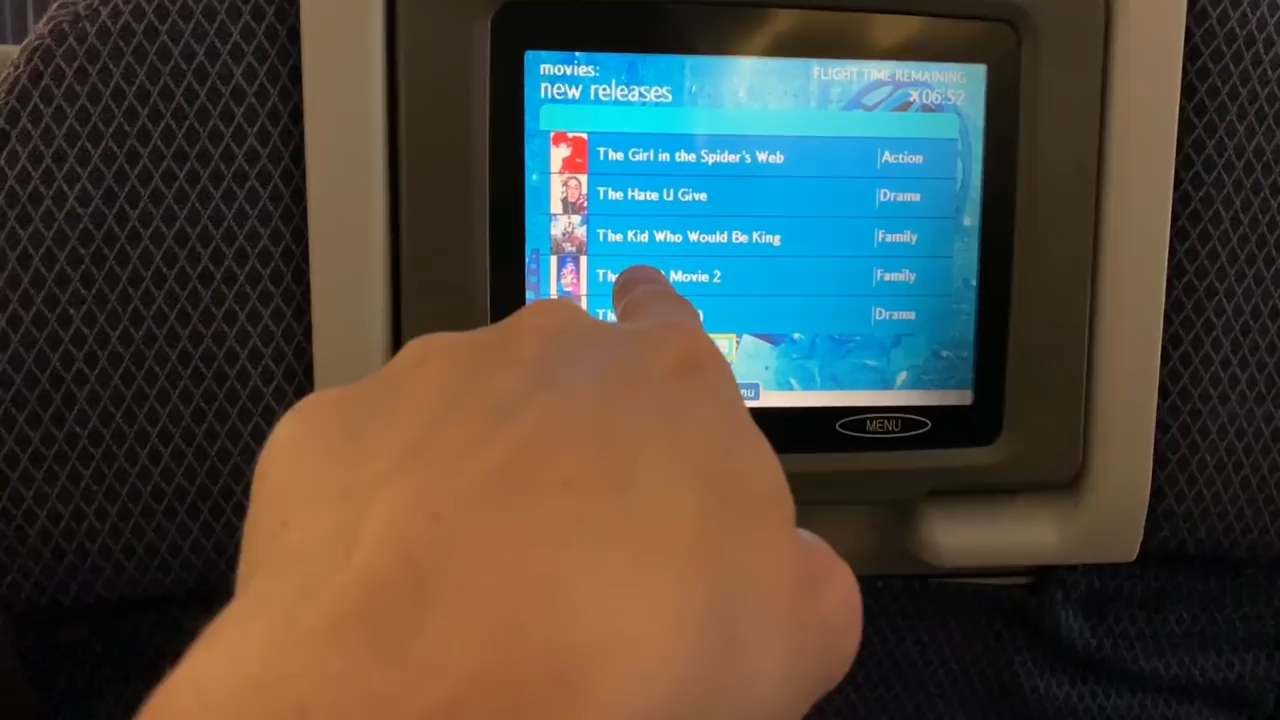 movies:
new releases
FLIGHT TIME REMAINING
06:52
The Girl in the Spider's Web |Action
The Hate U Give |Drama
The Kid Who Would Be King |Family
Movie 2 |Family
|Drama
MENU